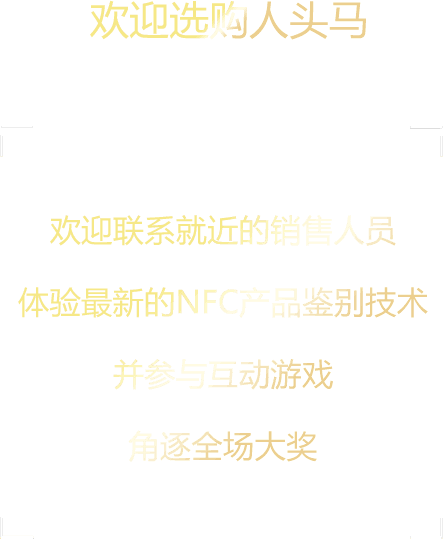 欢迎选购人头马
欢迎联系就近的销售人员
体验最新的NFC产品鉴别技术
并参与互动游戏
角逐全场大奖